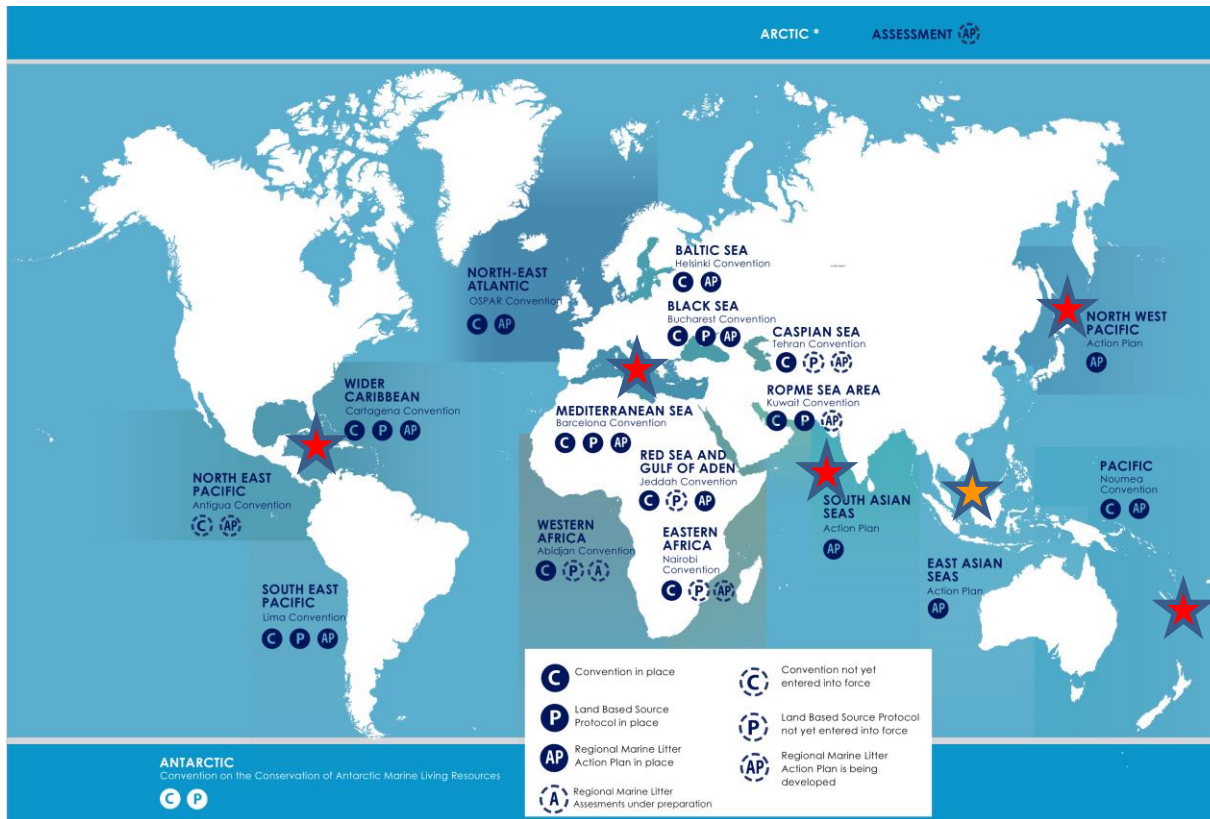 ARCTIC *
ASSESSMENT AP
BALTIC SEA
Helsinki Convention
C AP
NORTH-EAST
ATLANTIC
OSPAR Convention
C AP
BLACK SEA
Bucharest Convention
C P AP
CASPIAN SEA
Tehran Convention
C P AP
NORTH WEST
PACIFIC
Action Plan
AP
WIDER
CARIBBEAN
Cartagena Convention
C P AP
ROPME SEA AREA
Kuwait Convention
C P AP
MEDITERRANEAN SEA
Barcelona Convention
C P AP
RED SEA AND
GULF OF ADEN
Jeddah Convention
C P AP
NORTH EAST
PACIFIC
Antigua Convention
C AP
PACIFIC
Noumea
Convention
C AP
SOUTH ASIAN
SEAS
Action Plan
AP
WESTERN
AFRICA
Abidjan Convention
C P A
EASTERN
AFRICA
Nairobi
Convention
C P AP
EAST ASIAN
SEAS
Action Plan
AP
SOUTH EAST
PACIFIC
Lima Convention
C P AP
C Convention in place
P Land Based Source
Protocol in place
AP Regional Marine Litter
Action Plan in place
A Regional Marine Litter
Assesments under preparation
C Convention not yet
entered into force
P Land Based Source Protocol
not yet entered into force
AP Regional Marine Litter
Action Plan is being
developed
ANTARCTIC
Convention on the Conservation of Antarctic Marine Living Resources
C P